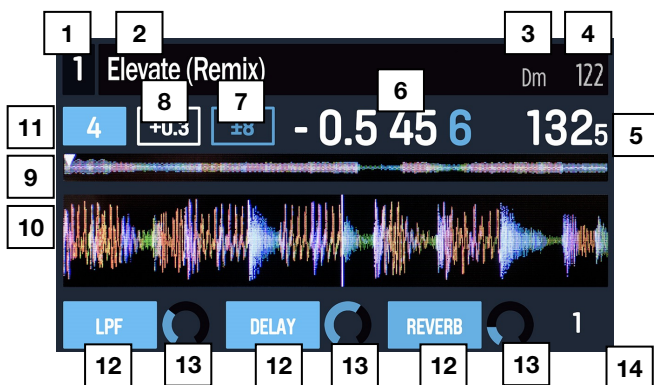 1 2 3 4
1 Elevate (Remix) Dm 122
8 7 6
11 4 +0.3 ±8 - 0.5 45 6 1325 5
9
10
LPF DELAY REVERB 1
12 13 12 13 12 13 14